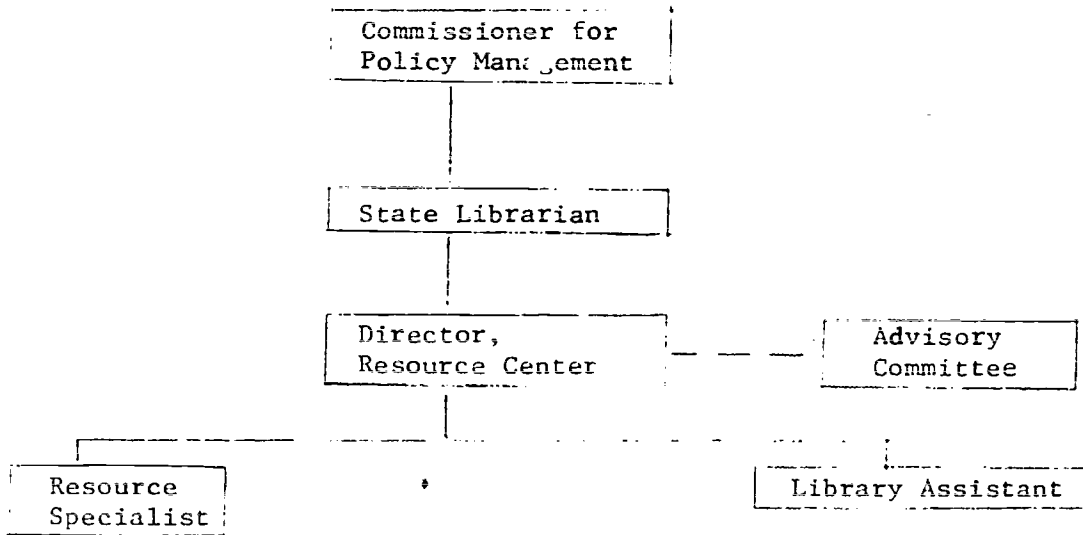 Commissioner for
Policy Management
State Librarian
Director,
Resource Center
Advisory
Committee
Resource
Specialist
Library Assistant